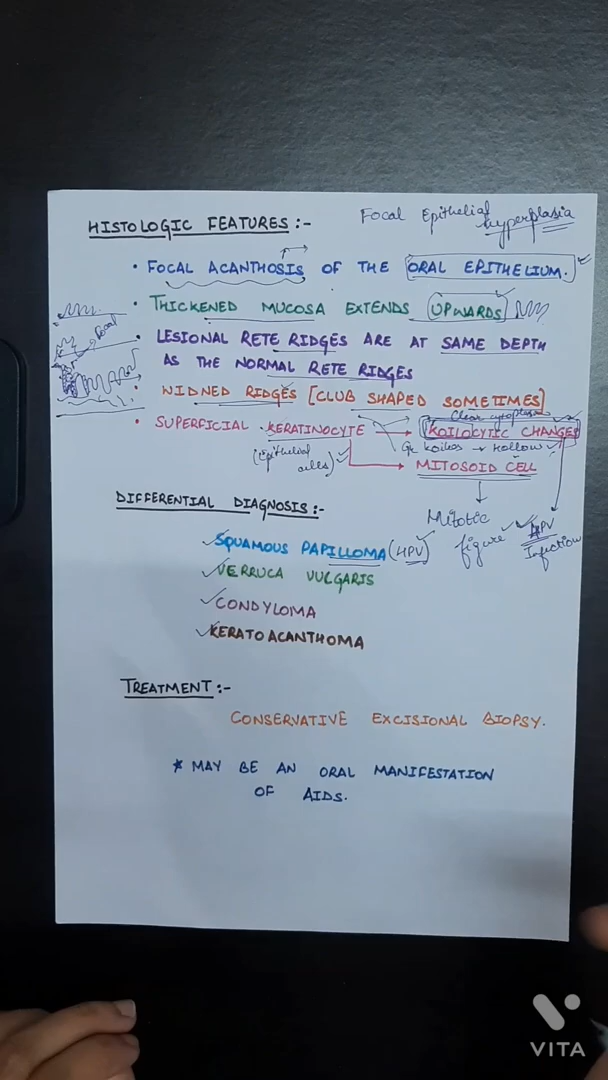 Focal Epithelial hyperplasia
HISTOLOGIC FEATURES :-
• FOCAL ACANTHOSIS OF THE ORAL EPITHELIUM.
• THICKENED MUCOSA EXTENDS UPWARDS
Focal
• LESIONAL RETE RIDGES ARE AT SAME DEPTH
AS THE NORMAL RETE RIDGES
• WIDNED RIDGES [CLUB SHAPED SOMETIMES]
Clear cytoplasm
• SUPERFICIAL KERATINOCYTE → KOILOCYTIC CHANGE
(Epithelial cells)
Gk koilos → Hollow
→ MITOSOID CELL
Mitotic figure
HPV Infection
DIFFERENTIAL DIAGNOSIS :-
SQUAMOUS PAPILLOMA (HPV)
VERRUCA VULGARIS
CONDYLOMA
KERATOACANTHOMA
TREATMENT :-
CONSERVATIVE EXCISIONAL BIOPSY.
* MAY BE AN ORAL MANIFESTATION
OF AIDS.
VITA